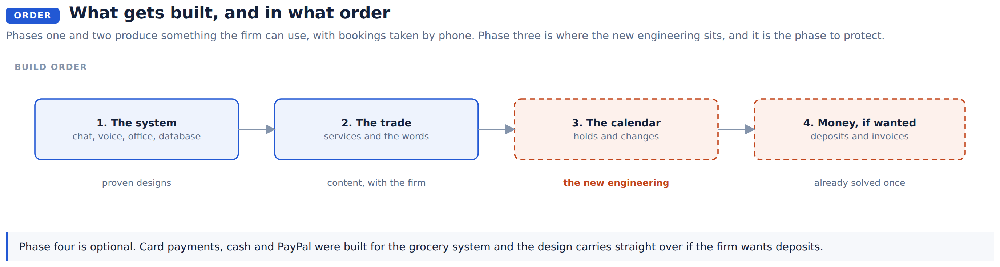 ORDER What gets built, and in what order
Phases one and two produce something the firm can use, with bookings taken by phone. Phase three is where the new engineering sits, and it is the phase to protect.
BUILD ORDER
1. The system
chat, voice, office, database
proven designs
2. The trade
services and the words
content, with the firm
3. The calendar
holds and changes
the new engineering
4. Money, if wanted
deposits and invoices
already solved once
Phase four is optional. Card payments, cash and PayPal were built for the grocery system and the design carries straight over if the firm wants deposits.